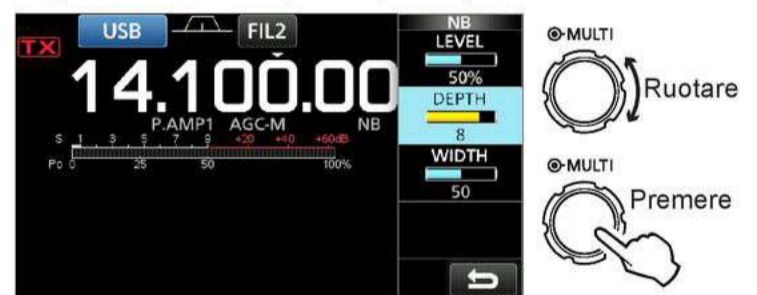 USB FIL2
TX
14.100.00
P.AMP1 AGC-M NB
S 1 3 5 7 9 +20 +40 +60dB
Po 0 25 50 100%
NB
LEVEL
50%
DEPTH
8
WIDTH
50
MULTI
Ruotare
MULTI
Premere